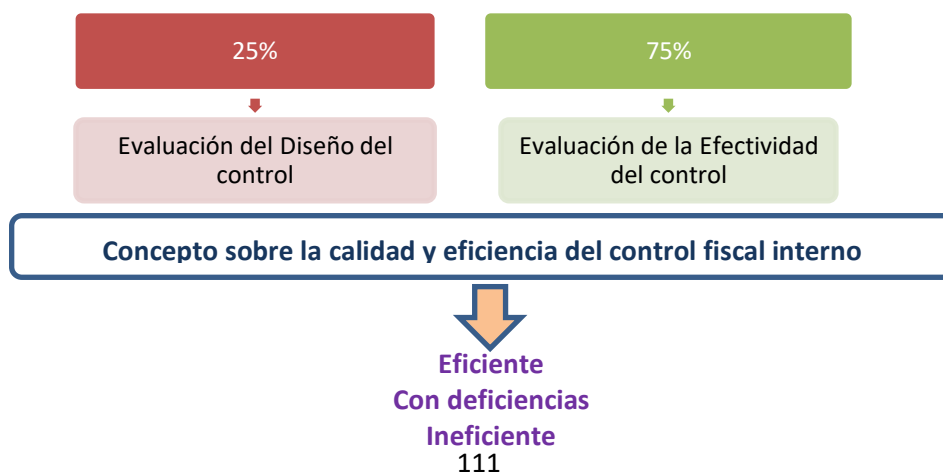 25%
75%
Evaluación del Diseño del
control
Evaluación de la Efectividad
del control
Concepto sobre la calidad y eficiencia del control fiscal interno
Eficiente
Con deficiencias
Ineficiente
111